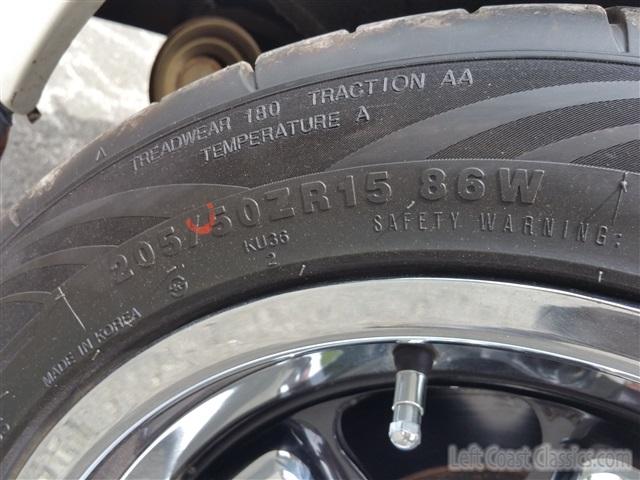 TREADWEAR 180 TRACTION AA
TEMPERATURE A
205/50ZR15 86W
SAFETY WARNING:
KU36
2
MADE IN KOREA
Left Coast Classics.com